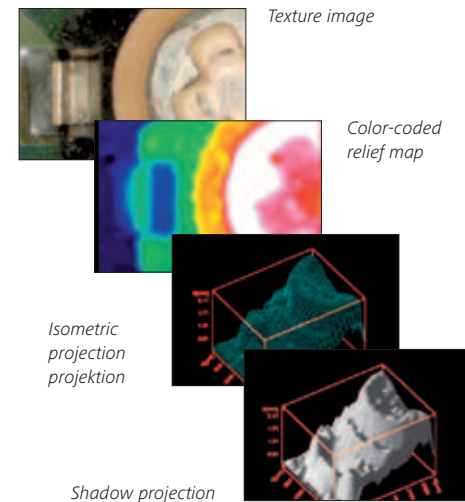 Texture image
Color-coded
relief map
Isometric
projection
projektion
Shadow projection